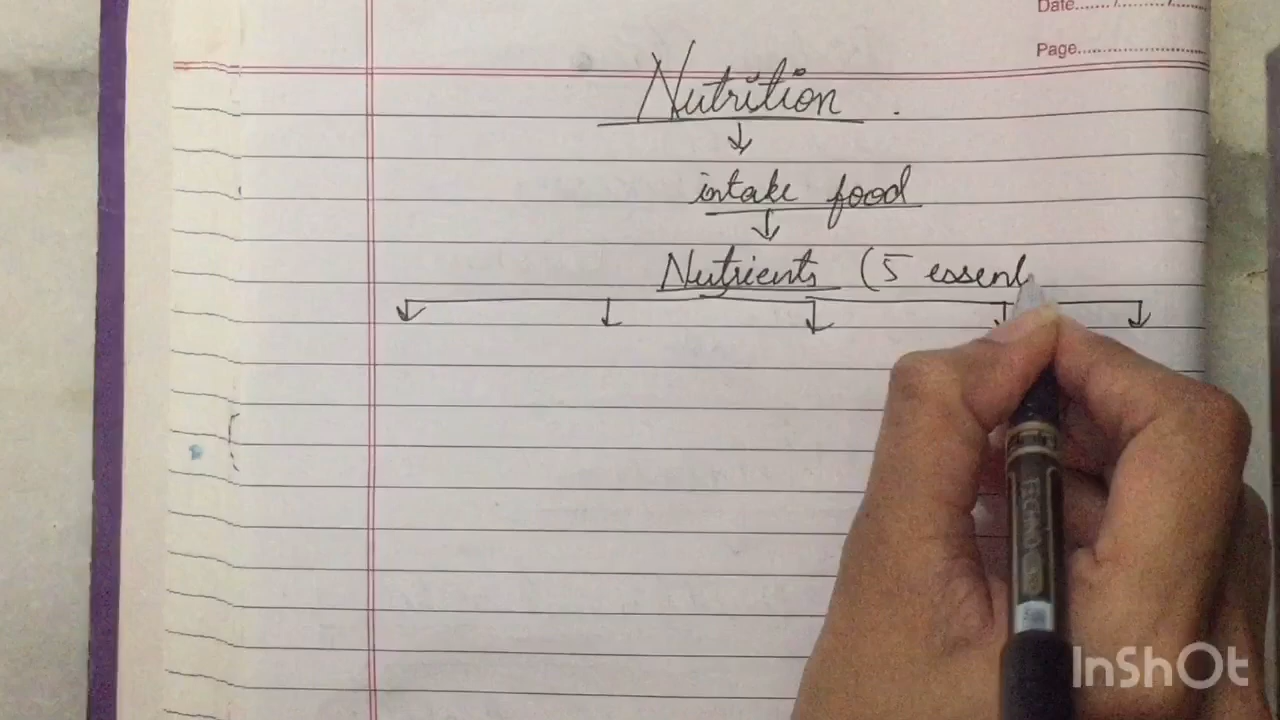 Date....../....../......
Page..............................
Nutrition .
intake food
Nutrients (5 essent
InShOt